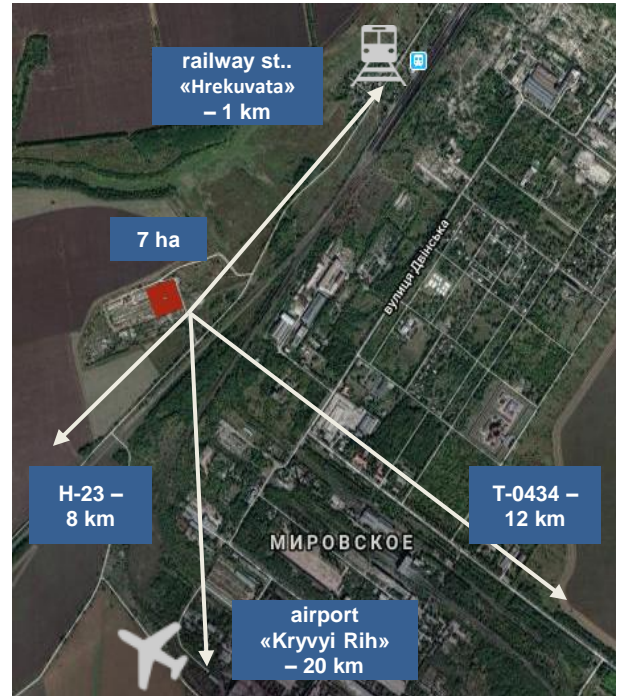 railway st..
«Hrekuvata»
– 1 km
7 ha
вулиця Двінська
H-23 –
8 km
T-0434 –
12 km
МИРОВСКОЕ
airport
«Kryvyi Rih»
– 20 km